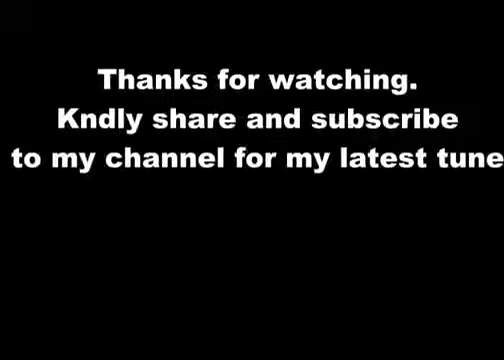 Thanks for watching.
Kndly share and subscribe
to my channel for my latest tune